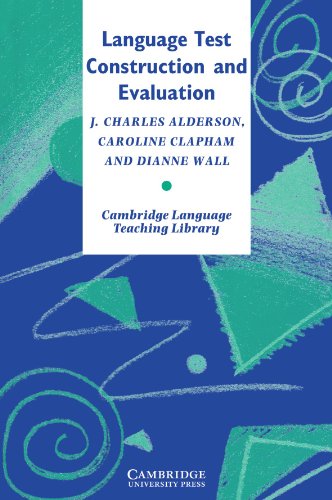 Language Test
Construction and
Evaluation
J. CHARLES ALDERSON,
CAROLINE CLAPHAM
AND DIANNE WALL
Cambridge Language
Teaching Library
CAMBRIDGE
UNIVERSITY PRESS